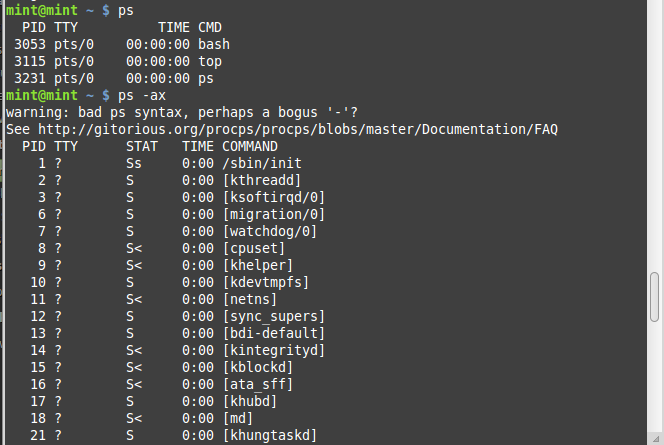 mint@mint ~ $ ps
  PID TTY          TIME CMD
 3053 pts/0    00:00:00 bash
 3115 pts/0    00:00:00 top
 3231 pts/0    00:00:00 ps
mint@mint ~ $ ps -ax
warning: bad ps syntax, perhaps a bogus '-'?
See http://gitorious.org/procps/procps/blobs/master/Documentation/FAQ
  PID TTY      STAT   TIME COMMAND
    1 ?        Ss     0:00 /sbin/init
    2 ?        S      0:00 [kthreadd]
    3 ?        S      0:00 [ksoftirqd/0]
    6 ?        S      0:00 [migration/0]
    7 ?        S      0:00 [watchdog/0]
    8 ?        S<     0:00 [cpuset]
    9 ?        S<     0:00 [khelper]
   10 ?        S      0:00 [kdevtmpfs]
   11 ?        S<     0:00 [netns]
   12 ?        S      0:00 [sync_supers]
   13 ?        S      0:00 [bdi-default]
   14 ?        S<     0:00 [kintegrityd]
   15 ?        S<     0:00 [kblockd]
   16 ?        S<     0:00 [ata_sff]
   17 ?        S      0:00 [khubd]
   18 ?        S<     0:00 [md]
   21 ?        S      0:00 [khungtaskd]